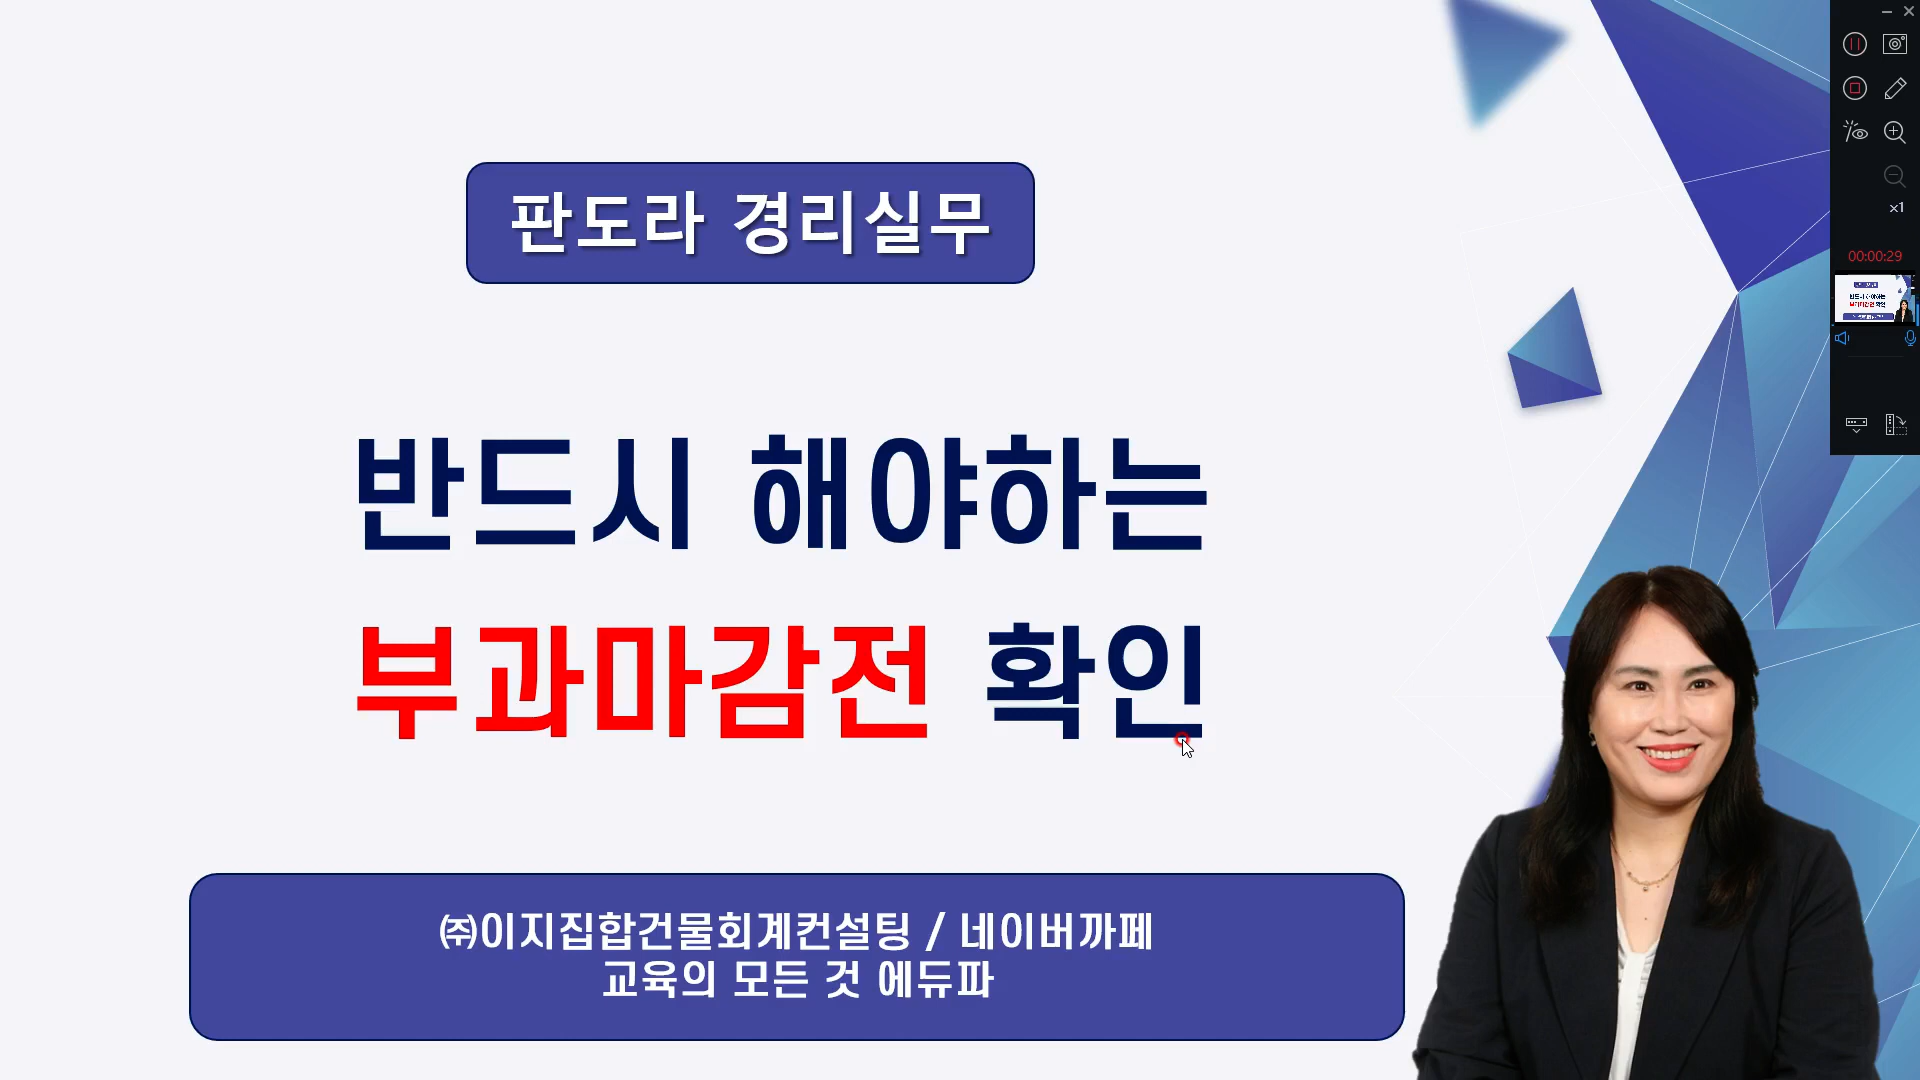 판도라 경리실무
반드시 해야하는
부과마감전 확인
㈜이지집합건물회계컨설팅 / 네이버까페
교육의 모든 것 에듀파
x1
00:00:29